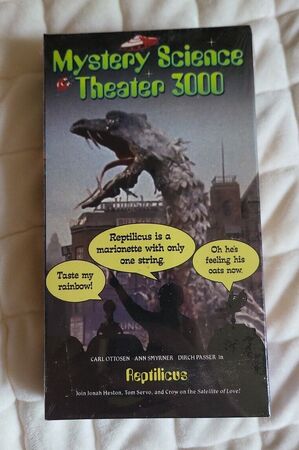 Mystery Science
Theater 3000
Reptilicus is a
marionette with only
one string.
Oh he's
feeling his
oats now.
Taste my
rainbow!
CARL OTTOSEN   ANN SMYRNER   DIRCH PASSER in
Reptilicus
Join Jonah Heston, Tom Servo, and Crow on the Satellite of Love!